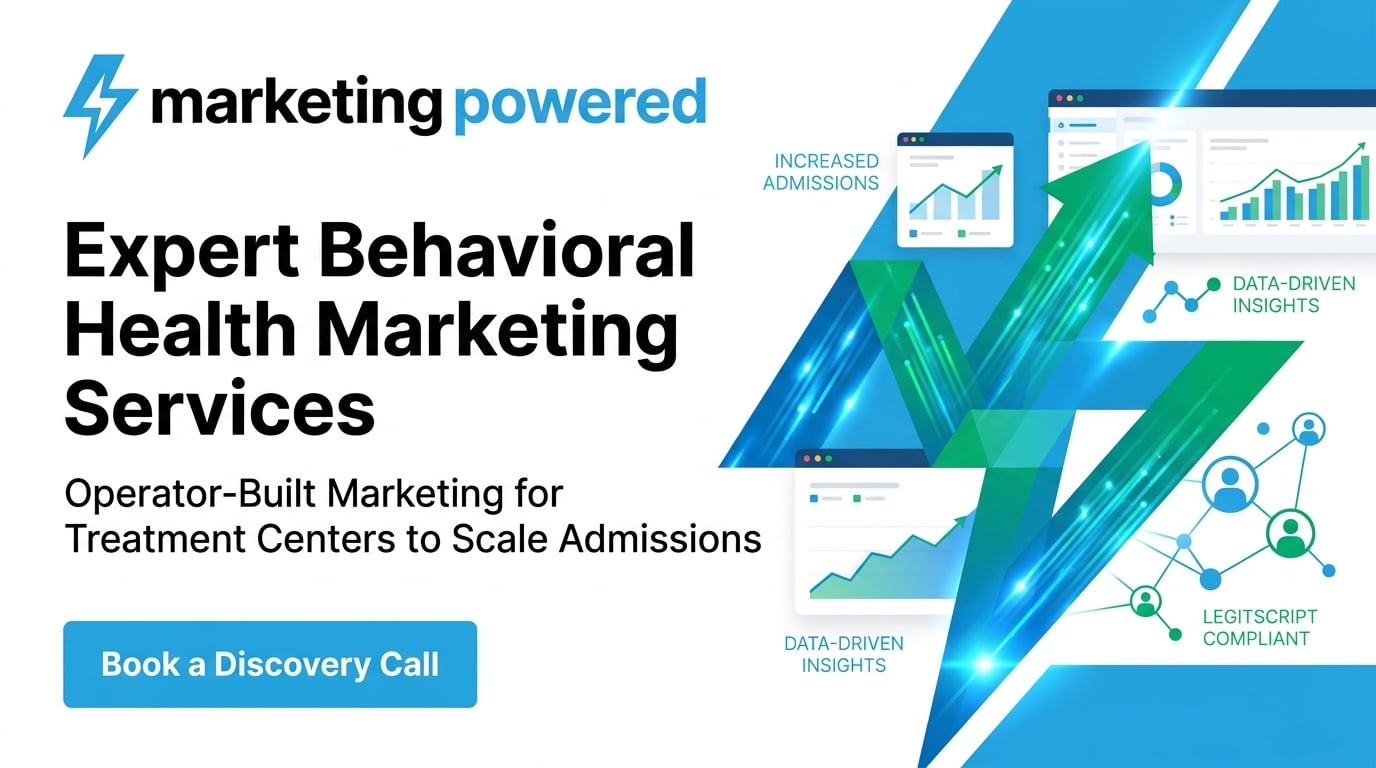 marketing powered
Expert Behavioral
Health Marketing
Services
Operator-Built Marketing for
Treatment Centers to Scale Admissions
Book a Discovery Call
INCREASED
ADMISSIONS
DATA-DRIVEN
INSIGHTS
DATA-DRIVEN
INSIGHTS
LEGITSCRIPT
COMPLIANT